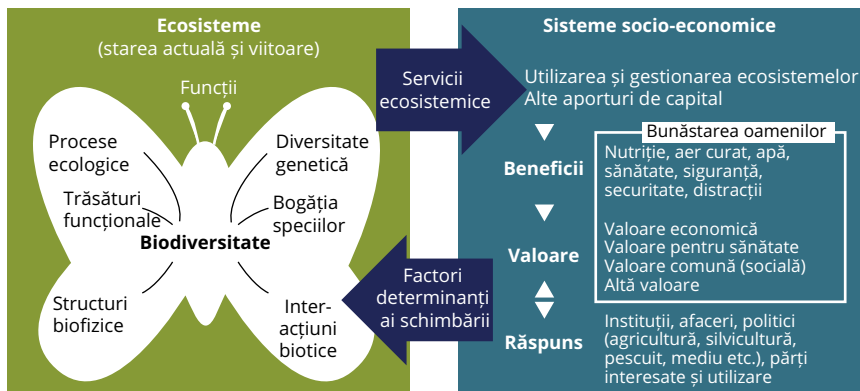 Ecosisteme
(starea actuală și viitoare)
Funcții
Procese
ecologice
Diversitate
genetică
Trăsături
funcționale
Bogăția
speciilor
Biodiversitate
Structuri
biofizice
Inter-
acțiuni
biotice
Servicii
ecosistemice
Factori
determinanți
ai schimbării
Sisteme socio-economice
Utilizarea și gestionarea ecosistemelor
Alte aporturi de capital
Bunăstarea oamenilor
Beneficii
Nutriție, aer curat, apă,
sănătate, siguranță,
securitate, distracții
Valoare
Valoare economică
Valoare pentru sănătate
Valoare comună (socială)
Altă valoare
Răspuns
Instituții, afaceri, politici
(agricultură, silvicultură,
pescuit, mediu etc.), părți
interesate și utilizare